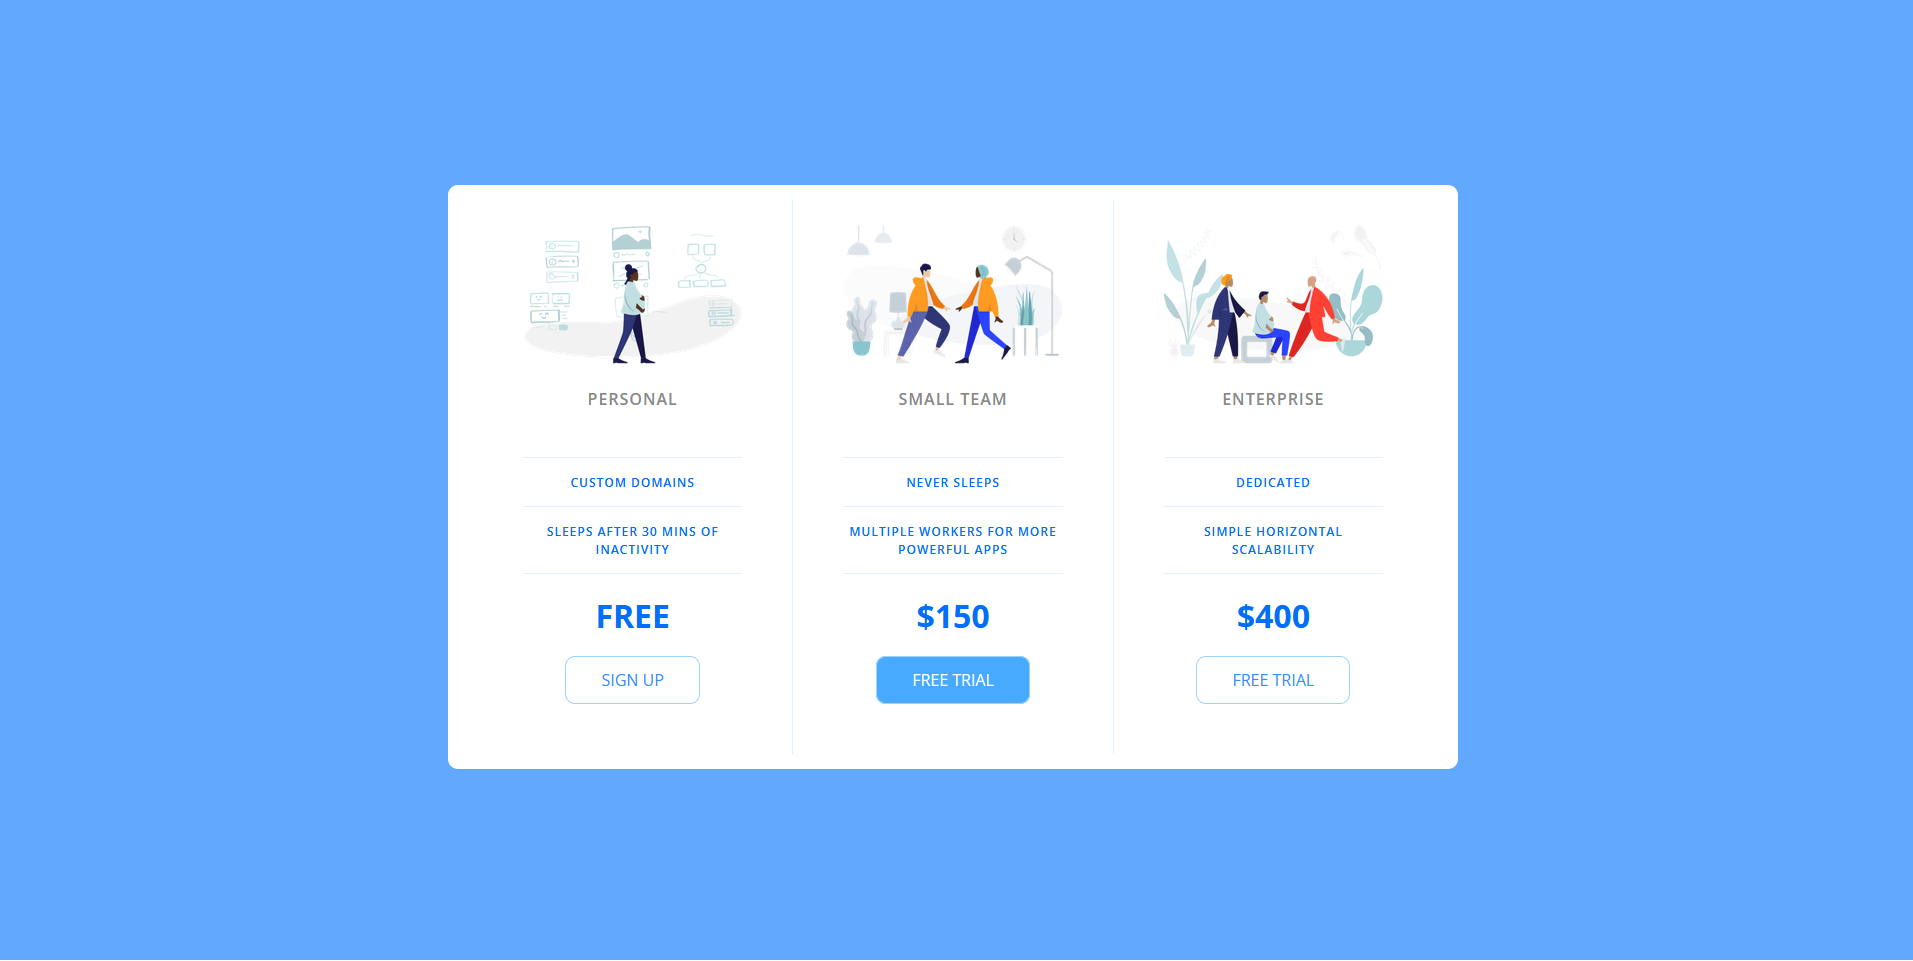 PERSONAL
CUSTOM DOMAINS
SLEEPS AFTER 30 MINS OF
INACTIVITY
FREE
SIGN UP
SMALL TEAM
NEVER SLEEPS
MULTIPLE WORKERS FOR MORE
POWERFUL APPS
$150
FREE TRIAL
ENTERPRISE
DEDICATED
SIMPLE HORIZONTAL
SCALABILITY
$400
FREE TRIAL